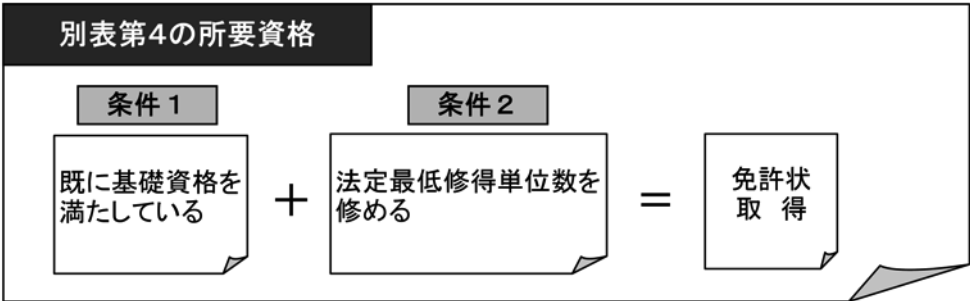 別表第4の所要資格
条件1
条件2
既に基礎資格を
満たしている
＋
法定最低修得単位数を
修める
＝
免許状
取 得